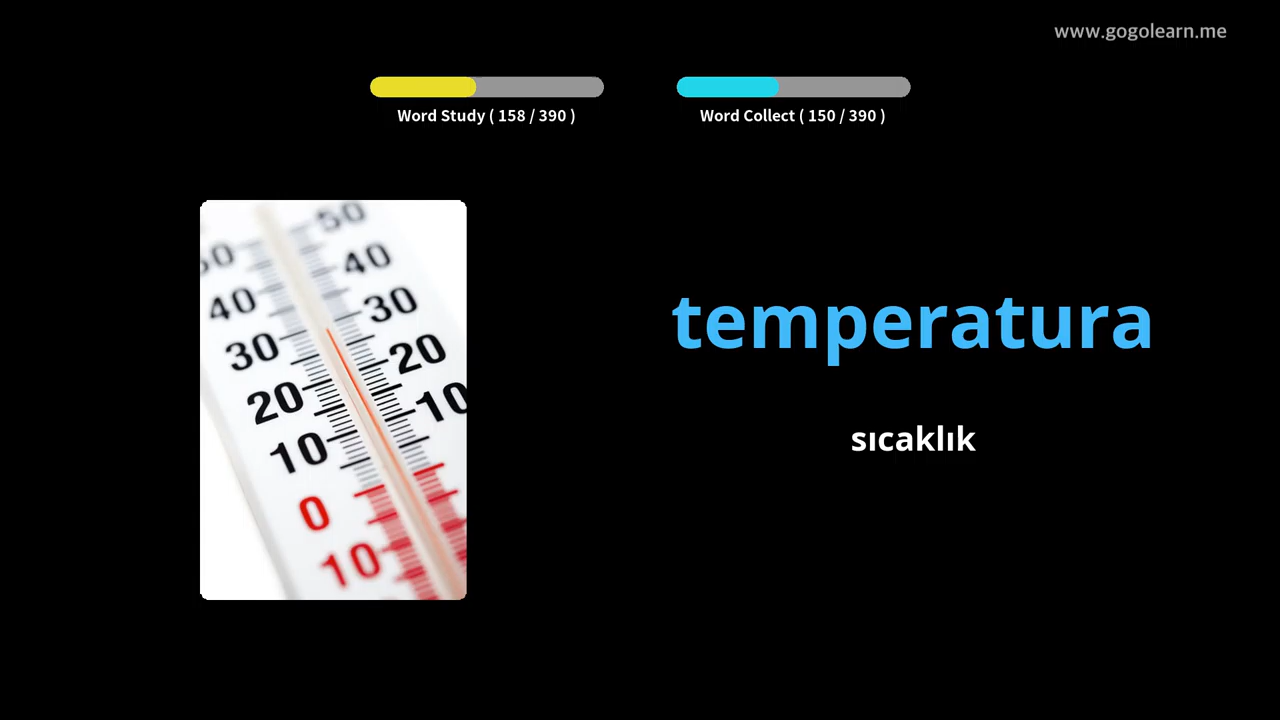 www.gogolearn.me
Word Study ( 158 / 390 )
Word Collect ( 150 / 390 )
50
50
40
40
30
30
20
20
10
10
0
10
temperatura
sıcaklık